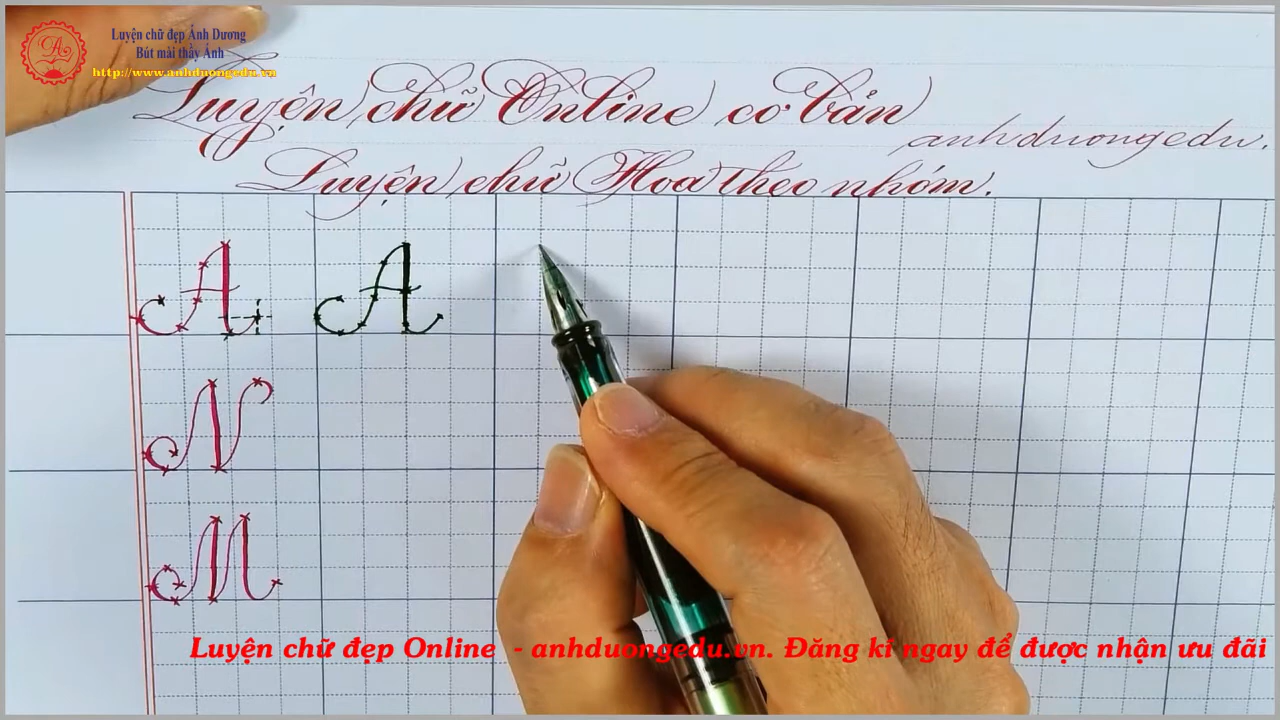 Luyện chữ đẹp Ánh Dương
Bút mài thầy Ánh
http://www.anhduongedu.vn
Luyện chữ Online cơ bản
anhduongedu.
Luyện chữ Hoa theo nhóm.
A A
N
M
Luyện chữ đẹp Online - anhduongedu.vn. Đăng kí ngay để được nhận ưu đãi